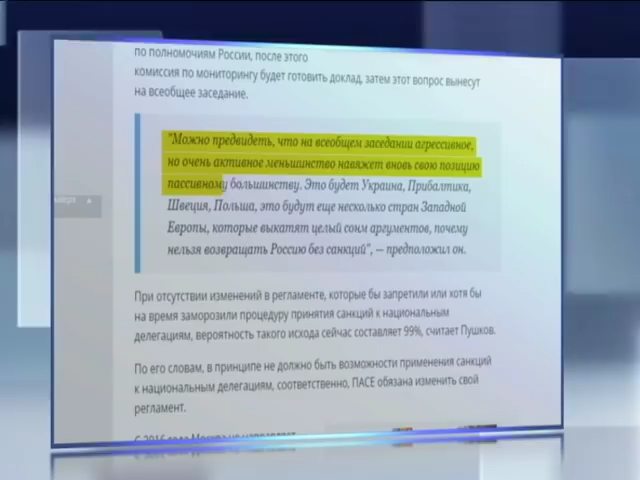 по полномочиям России, после этого
комиссия по мониторингу будет готовить доклад, затем этот вопрос вынесут
на всеобщее заседание.
"Можно предвидеть, что на всеобщем заседании агрессивное,
но очень активное меньшинство навяжет вновь свою позицию
пассивному большинству. Это будет Украина, Прибалтика,
Швеция, Польша, это будут еще несколько стран Западной
Европы, которые выкатят целый сонм аргументов, почему
нельзя возвращать Россию без санкций", — предположил он.
При отсутствии изменений в регламенте, которые бы запретили или хотя бы
на время заморозили процедуру принятия санкций к национальным
делегациям, вероятность такого исхода сейчас составляет 99%, считает Пушков.
По его словам, в принципе не должно быть возможности применения санкций
к национальным делегациям, соответственно, ПАСЕ обязана изменить свой
регламент.
С 2016 года Москва не направляет